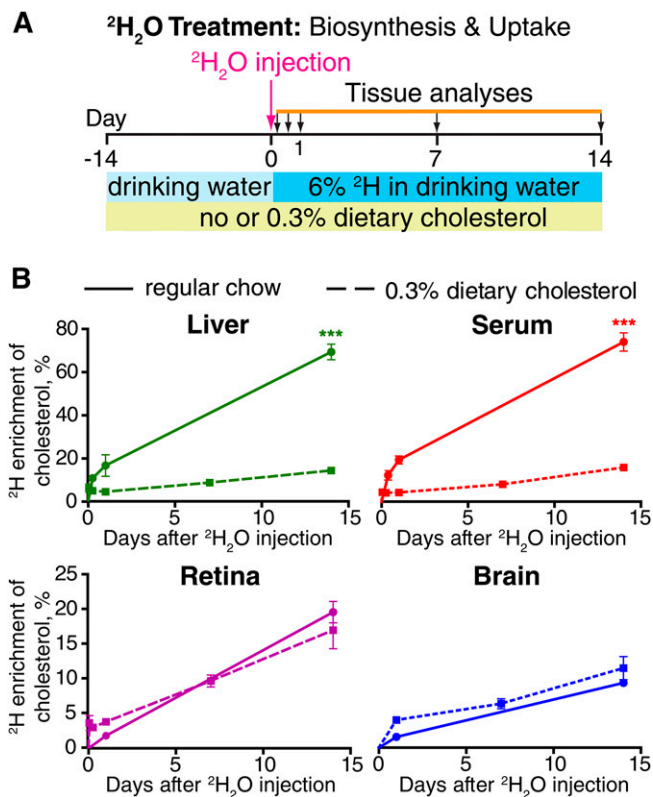 A
²H₂O Treatment: Biosynthesis & Uptake
²H₂O injection
Tissue analyses
Day
-14 0 1 7 14
drinking water 6% ²H in drinking water
no or 0.3% dietary cholesterol
B
regular chow 0.3% dietary cholesterol
Liver
***
²H enrichment of
cholesterol, %
80
60
40
20
0
0 5 10 15
Days after ²H₂O injection
Serum
***
0 5 10 15
Days after ²H₂O injection
Retina
²H enrichment of
cholesterol, %
25
20
15
10
5
0
0 5 10 15
Days after ²H₂O injection
Brain
0 5 10 15
Days after ²H₂O injection